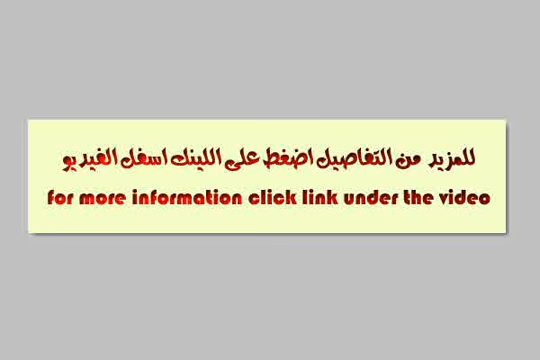 للمزيد من التفاصيل اضغط على اللينك اسفل الفيديو
for more information click link under the video